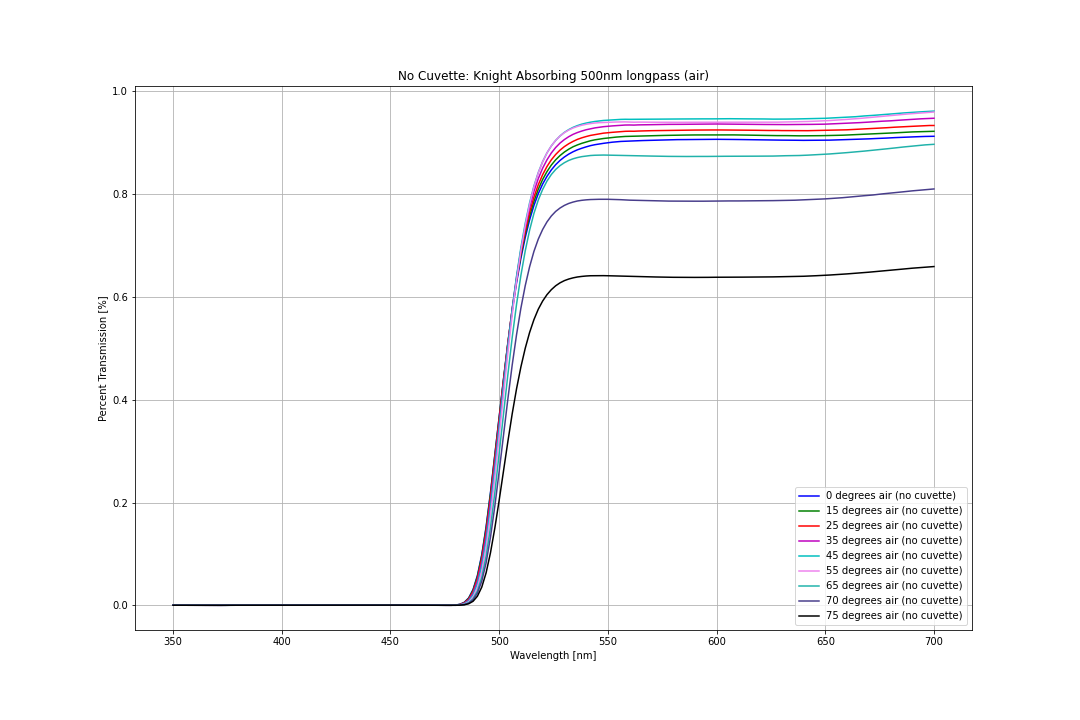 No Cuvette: Knight Absorbing 500nm longpass (air)
1.0
0.8
0.6
0.4
0.2
0.0
Percent Transmission [%]
350 400 450 500 550 600 650 700
Wavelength [nm]
0 degrees air (no cuvette)
15 degrees air (no cuvette)
25 degrees air (no cuvette)
35 degrees air (no cuvette)
45 degrees air (no cuvette)
55 degrees air (no cuvette)
65 degrees air (no cuvette)
70 degrees air (no cuvette)
75 degrees air (no cuvette)